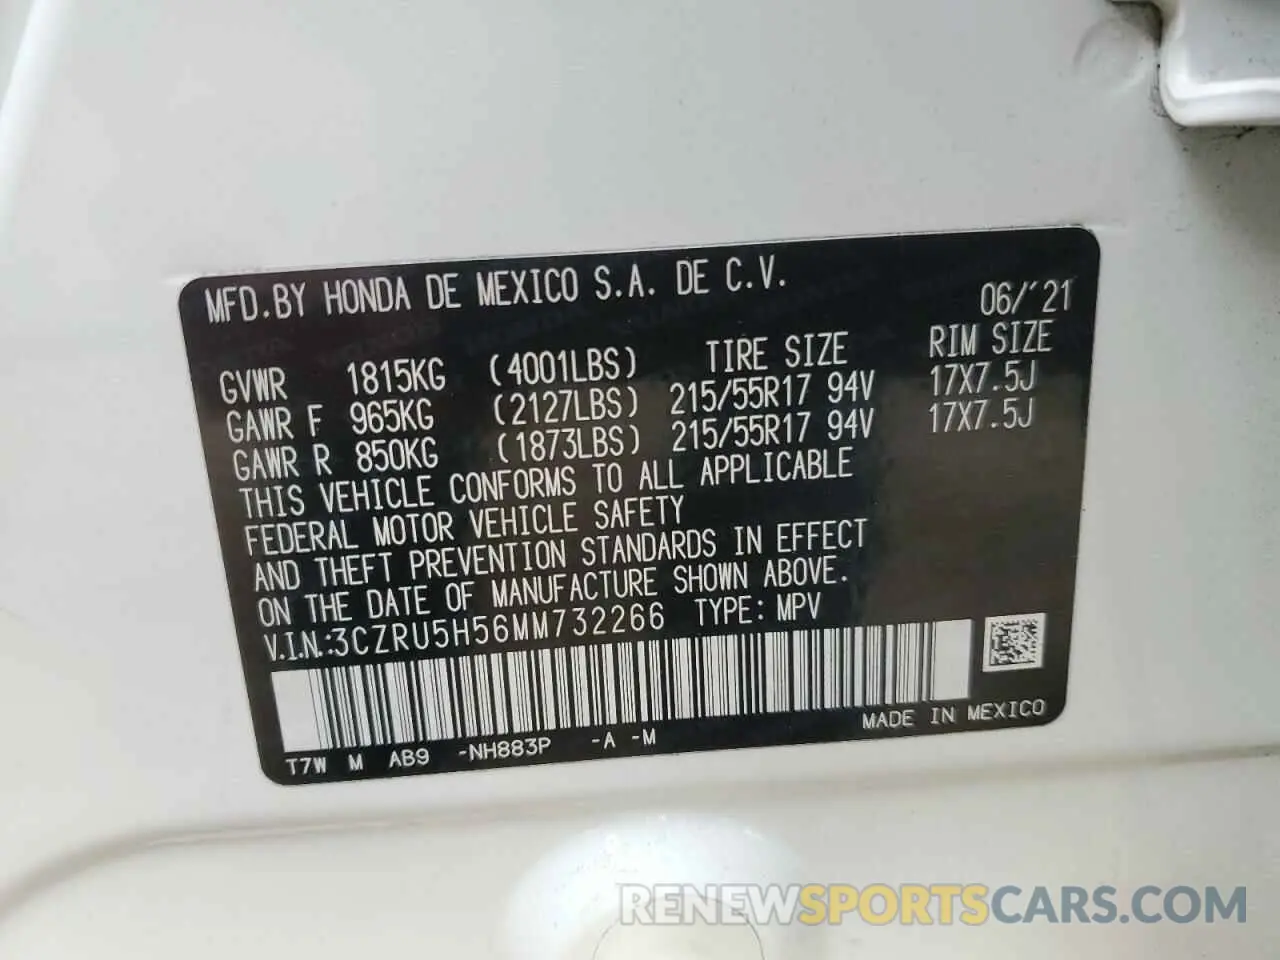 MFD.BY HONDA DE MEXICO S.A. DE C.V.
06/'21
GVWR 1815KG (4001LBS) TIRE SIZE RIM SIZE
GAWR F 965KG (2127LBS) 215/55R17 94V 17X7.5J
GAWR R 850KG (1873LBS) 215/55R17 94V 17X7.5J
THIS VEHICLE CONFORMS TO ALL APPLICABLE
FEDERAL MOTOR VEHICLE SAFETY
AND THEFT PREVENTION STANDARDS IN EFFECT
ON THE DATE OF MANUFACTURE SHOWN ABOVE.
V.I.N.:3CZRU5H56MM732266 TYPE: MPV
MADE IN MEXICO
T7W M AB9 -NH883P -A -M
RENEWSPORTSCARS.COM